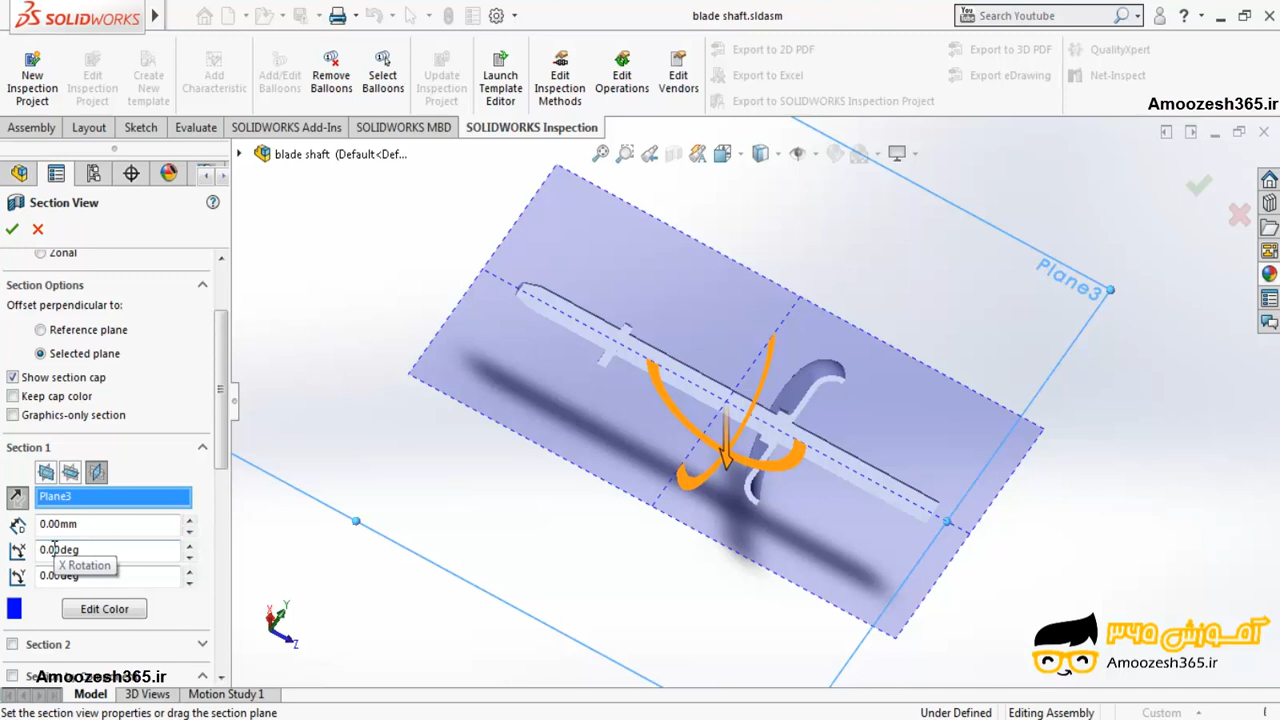 SOLIDWORKS
blade shaft.sldasm
Search Youtube
New Inspection Project
Edit Inspection Project
Create New template
Add Characteristic
Add/Edit Balloons
Remove Balloons
Select Balloons
Update Inspection Project
Launch Template Editor
Edit Inspection Methods
Edit Operations
Edit Vendors
Export to 2D PDF
Export to Excel
Export to SOLIDWORKS Inspection Project
Export to 3D PDF
Export eDrawing
QualityXpert
Net-Inspect
Amoozesh365.ir
Assembly
Layout
Sketch
Evaluate
SOLIDWORKS Add-Ins
SOLIDWORKS MBD
SOLIDWORKS Inspection
blade shaft (Default<Def...
Section View
Zonal
Section Options
Offset perpendicular to:
Reference plane
Selected plane
Show section cap
Keep cap color
Graphics-only section
Section 1
Plane3
0.00mm
0.00deg
X Rotation
0.00deg
Edit Color
Section 2
Plane3
X
Y
Z
آمـوزش ۳۶۵
Amoozesh365.ir
Amoozesh365.ir
Model
3D Views
Motion Study 1
Set the section view properties or drag the section plane
Under Defined
Editing Assembly
Custom